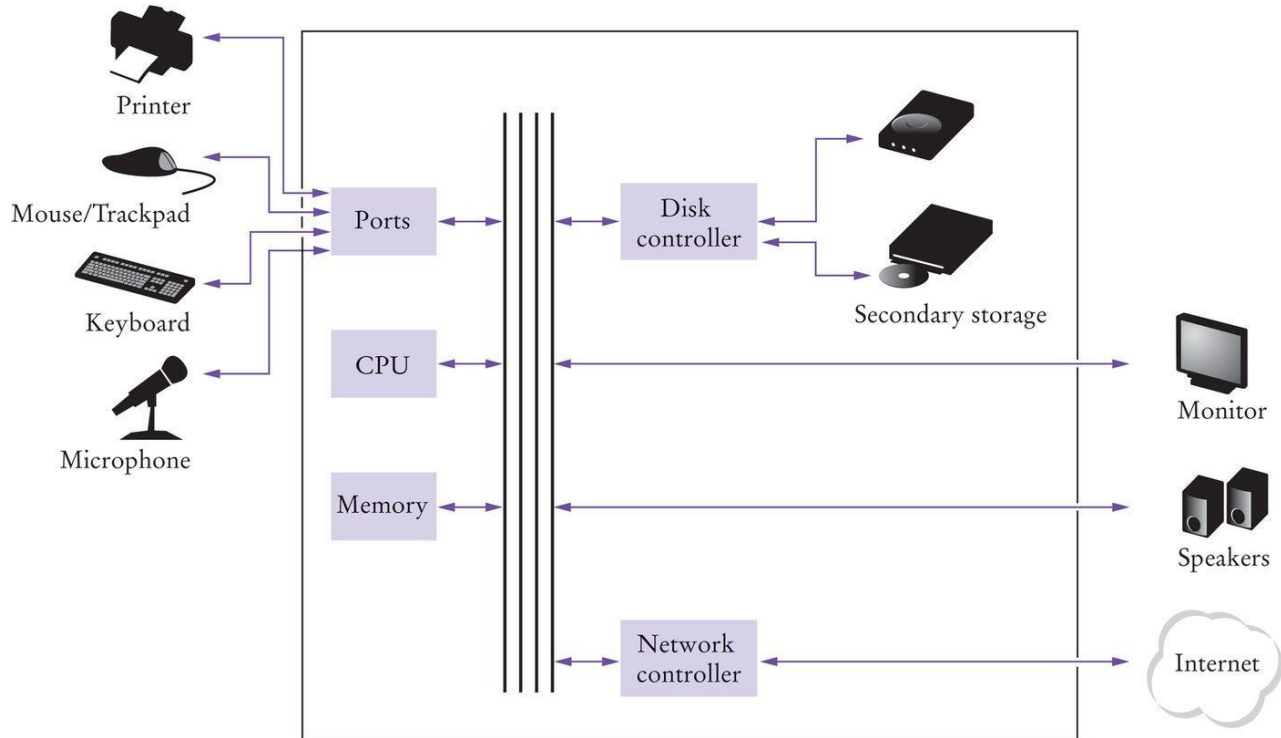 Printer
Mouse/Trackpad
Keyboard
Microphone
Ports
CPU
Memory
Disk
controller
Secondary storage
Network
controller
Monitor
Speakers
Internet